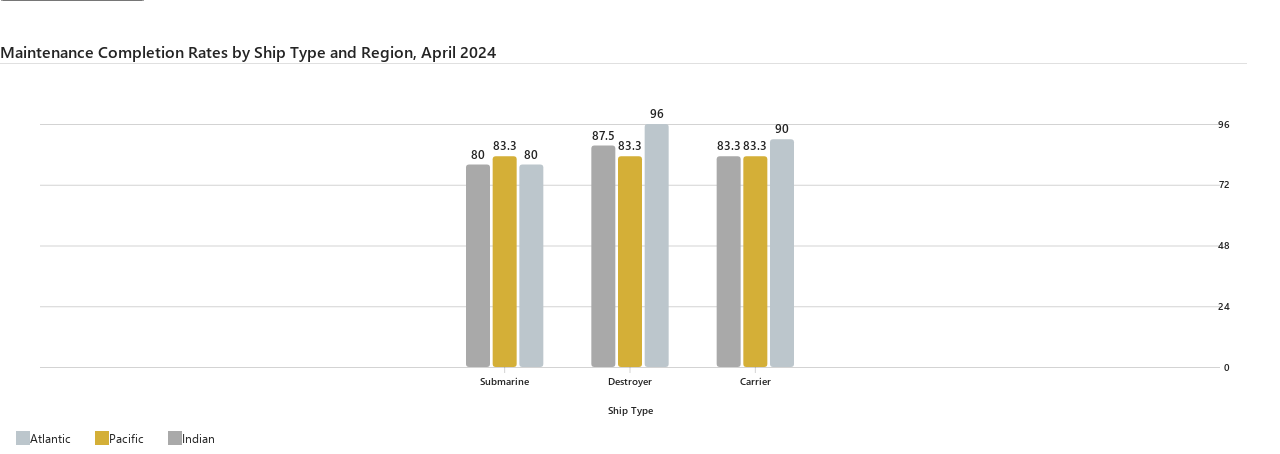 Maintenance Completion Rates by Ship Type and Region, April 2024
96
90
87.5
83.3
83.3
83.3 83.3
80
80
96
72
48
24
0
Submarine
Destroyer
Carrier
Ship Type
Atlantic
Pacific
Indian